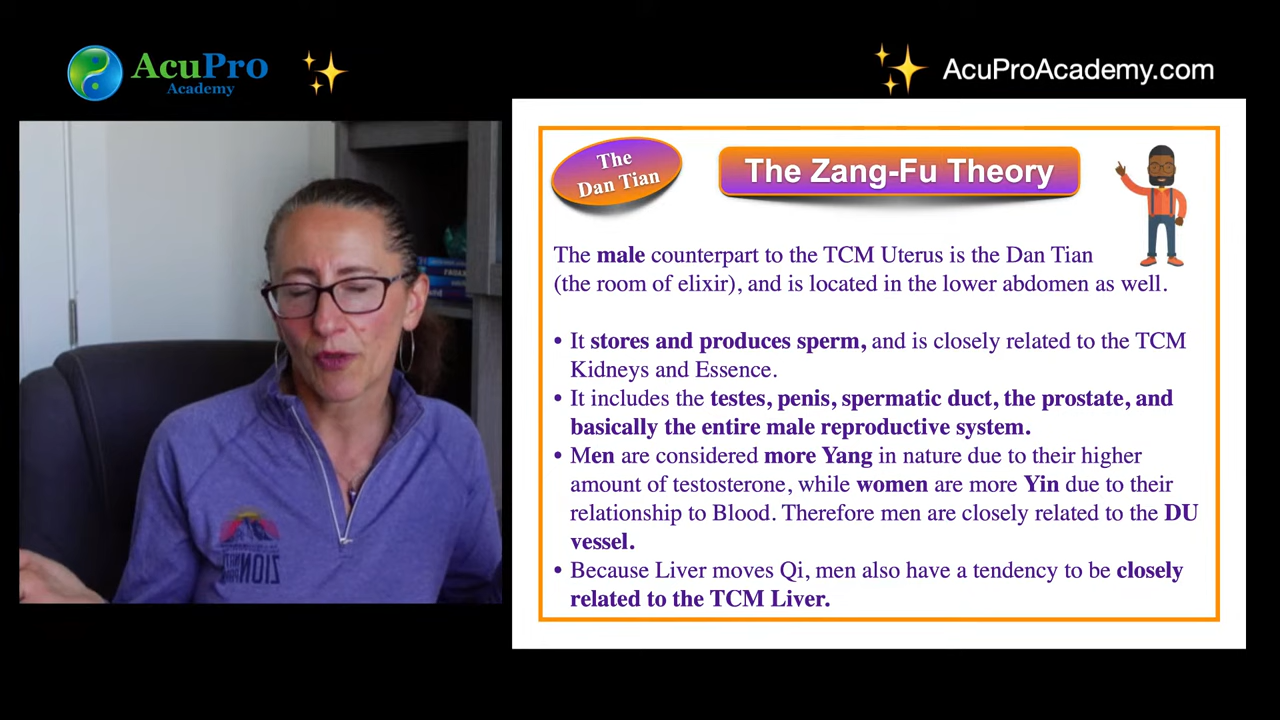 AcuPro
Academy
AcuProAcademy.com
The
Dan Tian
The Zang-Fu Theory
The male counterpart to the TCM Uterus is the Dan Tian
(the room of elixir), and is located in the lower abdomen as well.
• It stores and produces sperm, and is closely related to the TCM
Kidneys and Essence.
• It includes the testes, penis, spermatic duct, the prostate, and
basically the entire male reproductive system.
• Men are considered more Yang in nature due to their higher
amount of testosterone, while women are more Yin due to their
relationship to Blood. Therefore men are closely related to the DU
vessel.
• Because Liver moves Qi, men also have a tendency to be closely
related to the TCM Liver.
ZION